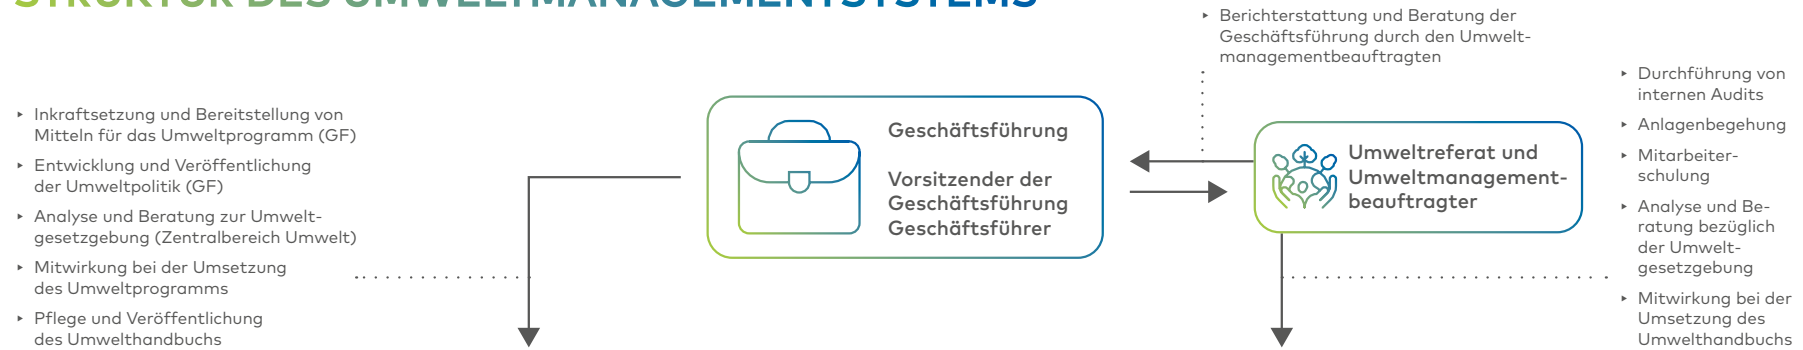 STRUKTUR DES UMWELTMANAGEMENTSYSTEMS
‣ Berichterstattung und Beratung der
Geschäftsführung durch den Umwelt-
managementbeauftragten
‣ Inkraftsetzung und Bereitstellung von
Mitteln für das Umweltprogramm (GF)
‣ Entwicklung und Veröffentlichung
der Umweltpolitik (GF)
‣ Analyse und Beratung zur Umwelt-
gesetzgebung (Zentralbereich Umwelt)
‣ Mitwirkung bei der Umsetzung
des Umweltprogramms
‣ Pflege und Veröffentlichung
des Umwelthandbuchs
Geschäftsführung
Vorsitzender der
Geschäftsführung
Geschäftsführer
Umweltreferat und
Umweltmanagement-
beauftragter
‣ Durchführung von
internen Audits
‣ Anlagenbegehung
‣ Mitarbeiter-
schulung
‣ Analyse und Be-
ratung bezüglich
der Umwelt-
gesetzgebung
‣ Mitwirkung bei der
Umsetzung des
Umwelthandbuchs